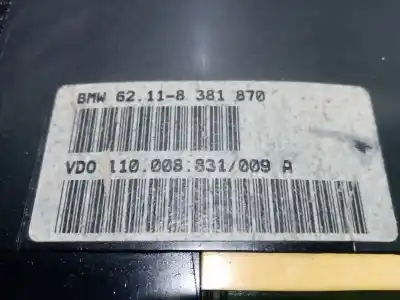 BMW 62.11-8 381 870
VDO 110.008.831/009 A